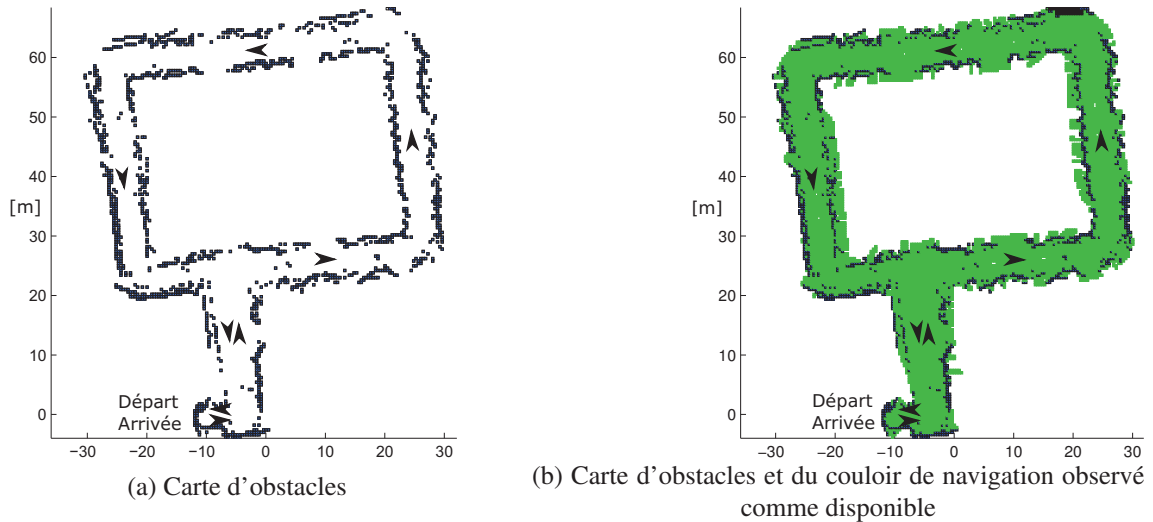 60
50
40
[m]
30
20
10
0
Départ
Arrivée
−30 −20 −10 0 10 20 30
(a) Carte d'obstacles
60
50
40
[m]
30
20
10
0
Départ
Arrivée
−30 −20 −10 0 10 20 30
(b) Carte d'obstacles et du couloir de navigation observé
comme disponible